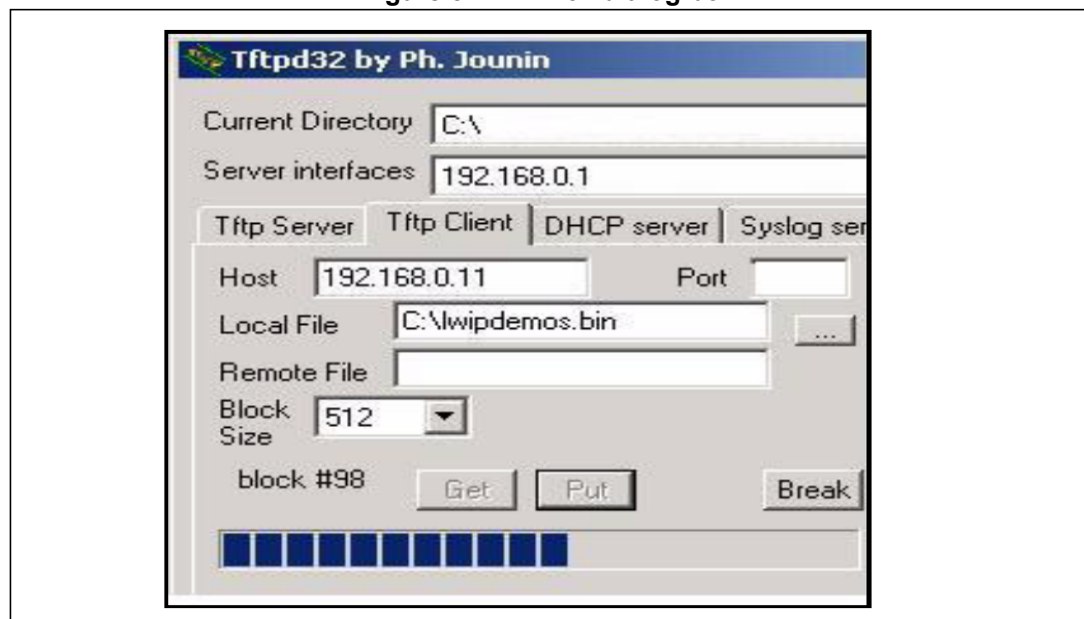 Tftpd32 by Ph. Jounin
Current Directory C:\
Server interfaces 192.168.0.1
Tftp Server Tftp Client DHCP server Syslog ser
Host 192.168.0.11 Port
Local File C:\lwipdemos.bin ...
Remote File
Block Size 512
block #98 Get Put Break